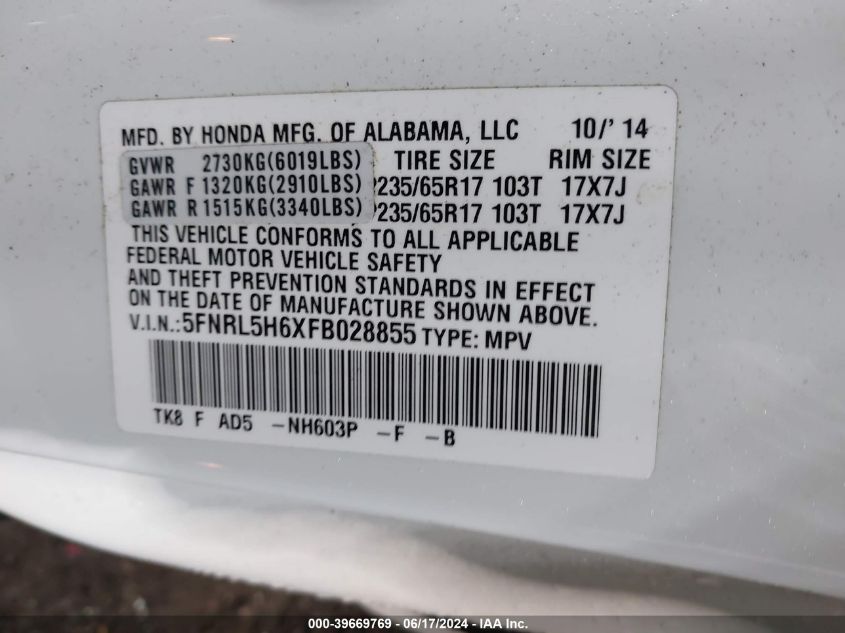 MFD. BY HONDA MFG. OF ALABAMA, LLC 10/'14
GVWR 2730KG(6019LBS) TIRE SIZE RIM SIZE
GAWR F 1320KG(2910LBS) P235/65R17 103T 17X7J
GAWR R 1515KG(3340LBS) P235/65R17 103T 17X7J
THIS VEHICLE CONFORMS TO ALL APPLICABLE
FEDERAL MOTOR VEHICLE SAFETY
AND THEFT PREVENTION STANDARDS IN EFFECT
ON THE DATE OF MANUFACTURE SHOWN ABOVE.
V.I.N.:5FNRL5H6XFB028855 TYPE: MPV
TK8 F AD5 -NH603P -F -B
000-39669769 - 06/17/2024 - IAA Inc.